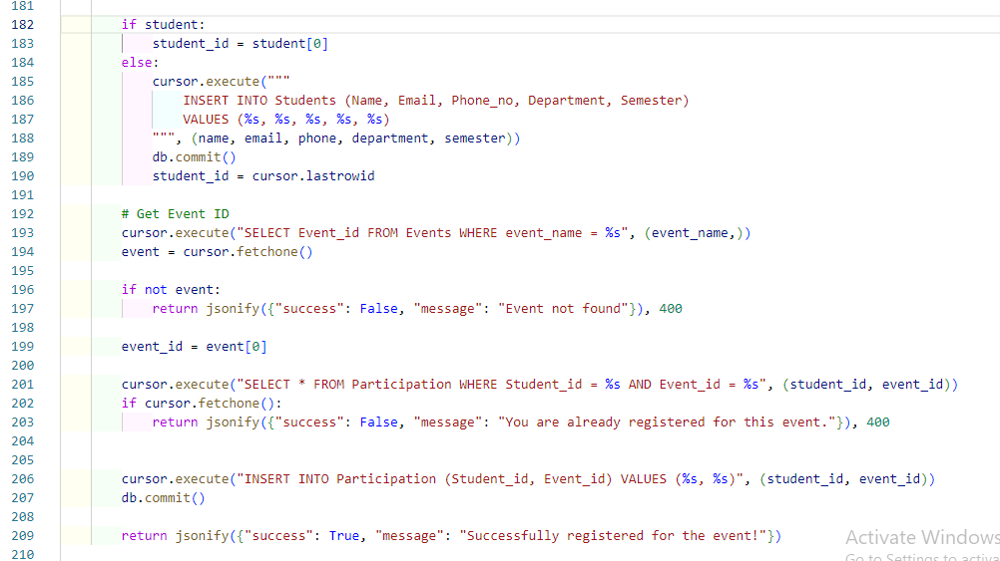 181
182 if student:
183 student_id = student[0]
184 else:
185 cursor.execute("""
186 INSERT INTO Students (Name, Email, Phone_no, Department, Semester)
187 VALUES (%s, %s, %s, %s, %s)
188 """, (name, email, phone, department, semester))
189 db.commit()
190 student_id = cursor.lastrowid
191
192 # Get Event ID
193 cursor.execute("SELECT Event_id FROM Events WHERE event_name = %s", (event_name,))
194 event = cursor.fetchone()
195
196 if not event:
197 return jsonify({"success": False, "message": "Event not found"}), 400
198
199 event_id = event[0]
200
201 cursor.execute("SELECT * FROM Participation WHERE Student_id = %s AND Event_id = %s", (student_id, event_id))
202 if cursor.fetchone():
203 return jsonify({"success": False, "message": "You are already registered for this event."}), 400
204
205
206 cursor.execute("INSERT INTO Participation (Student_id, Event_id) VALUES (%s, %s)", (student_id, event_id))
207 db.commit()
208
209 return jsonify({"success": True, "message": "Successfully registered for the event!"})
210
Activate Windows
Go to Settings to activa